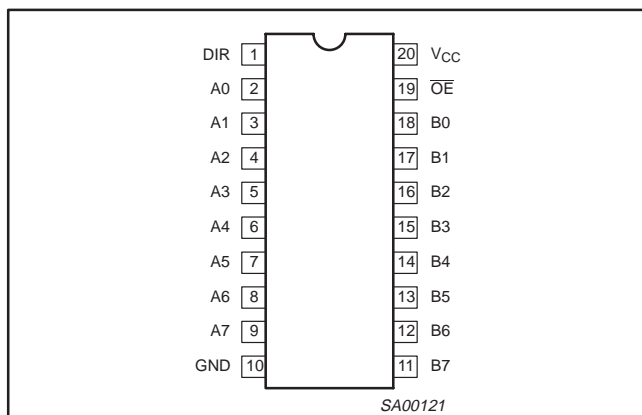 DIR 1 20 VCC
A0 2 19 OE
A1 3 18 B0
A2 4 17 B1
A3 5 16 B2
A4 6 15 B3
A5 7 14 B4
A6 8 13 B5
A7 9 12 B6
GND 10 11 B7
SA00121